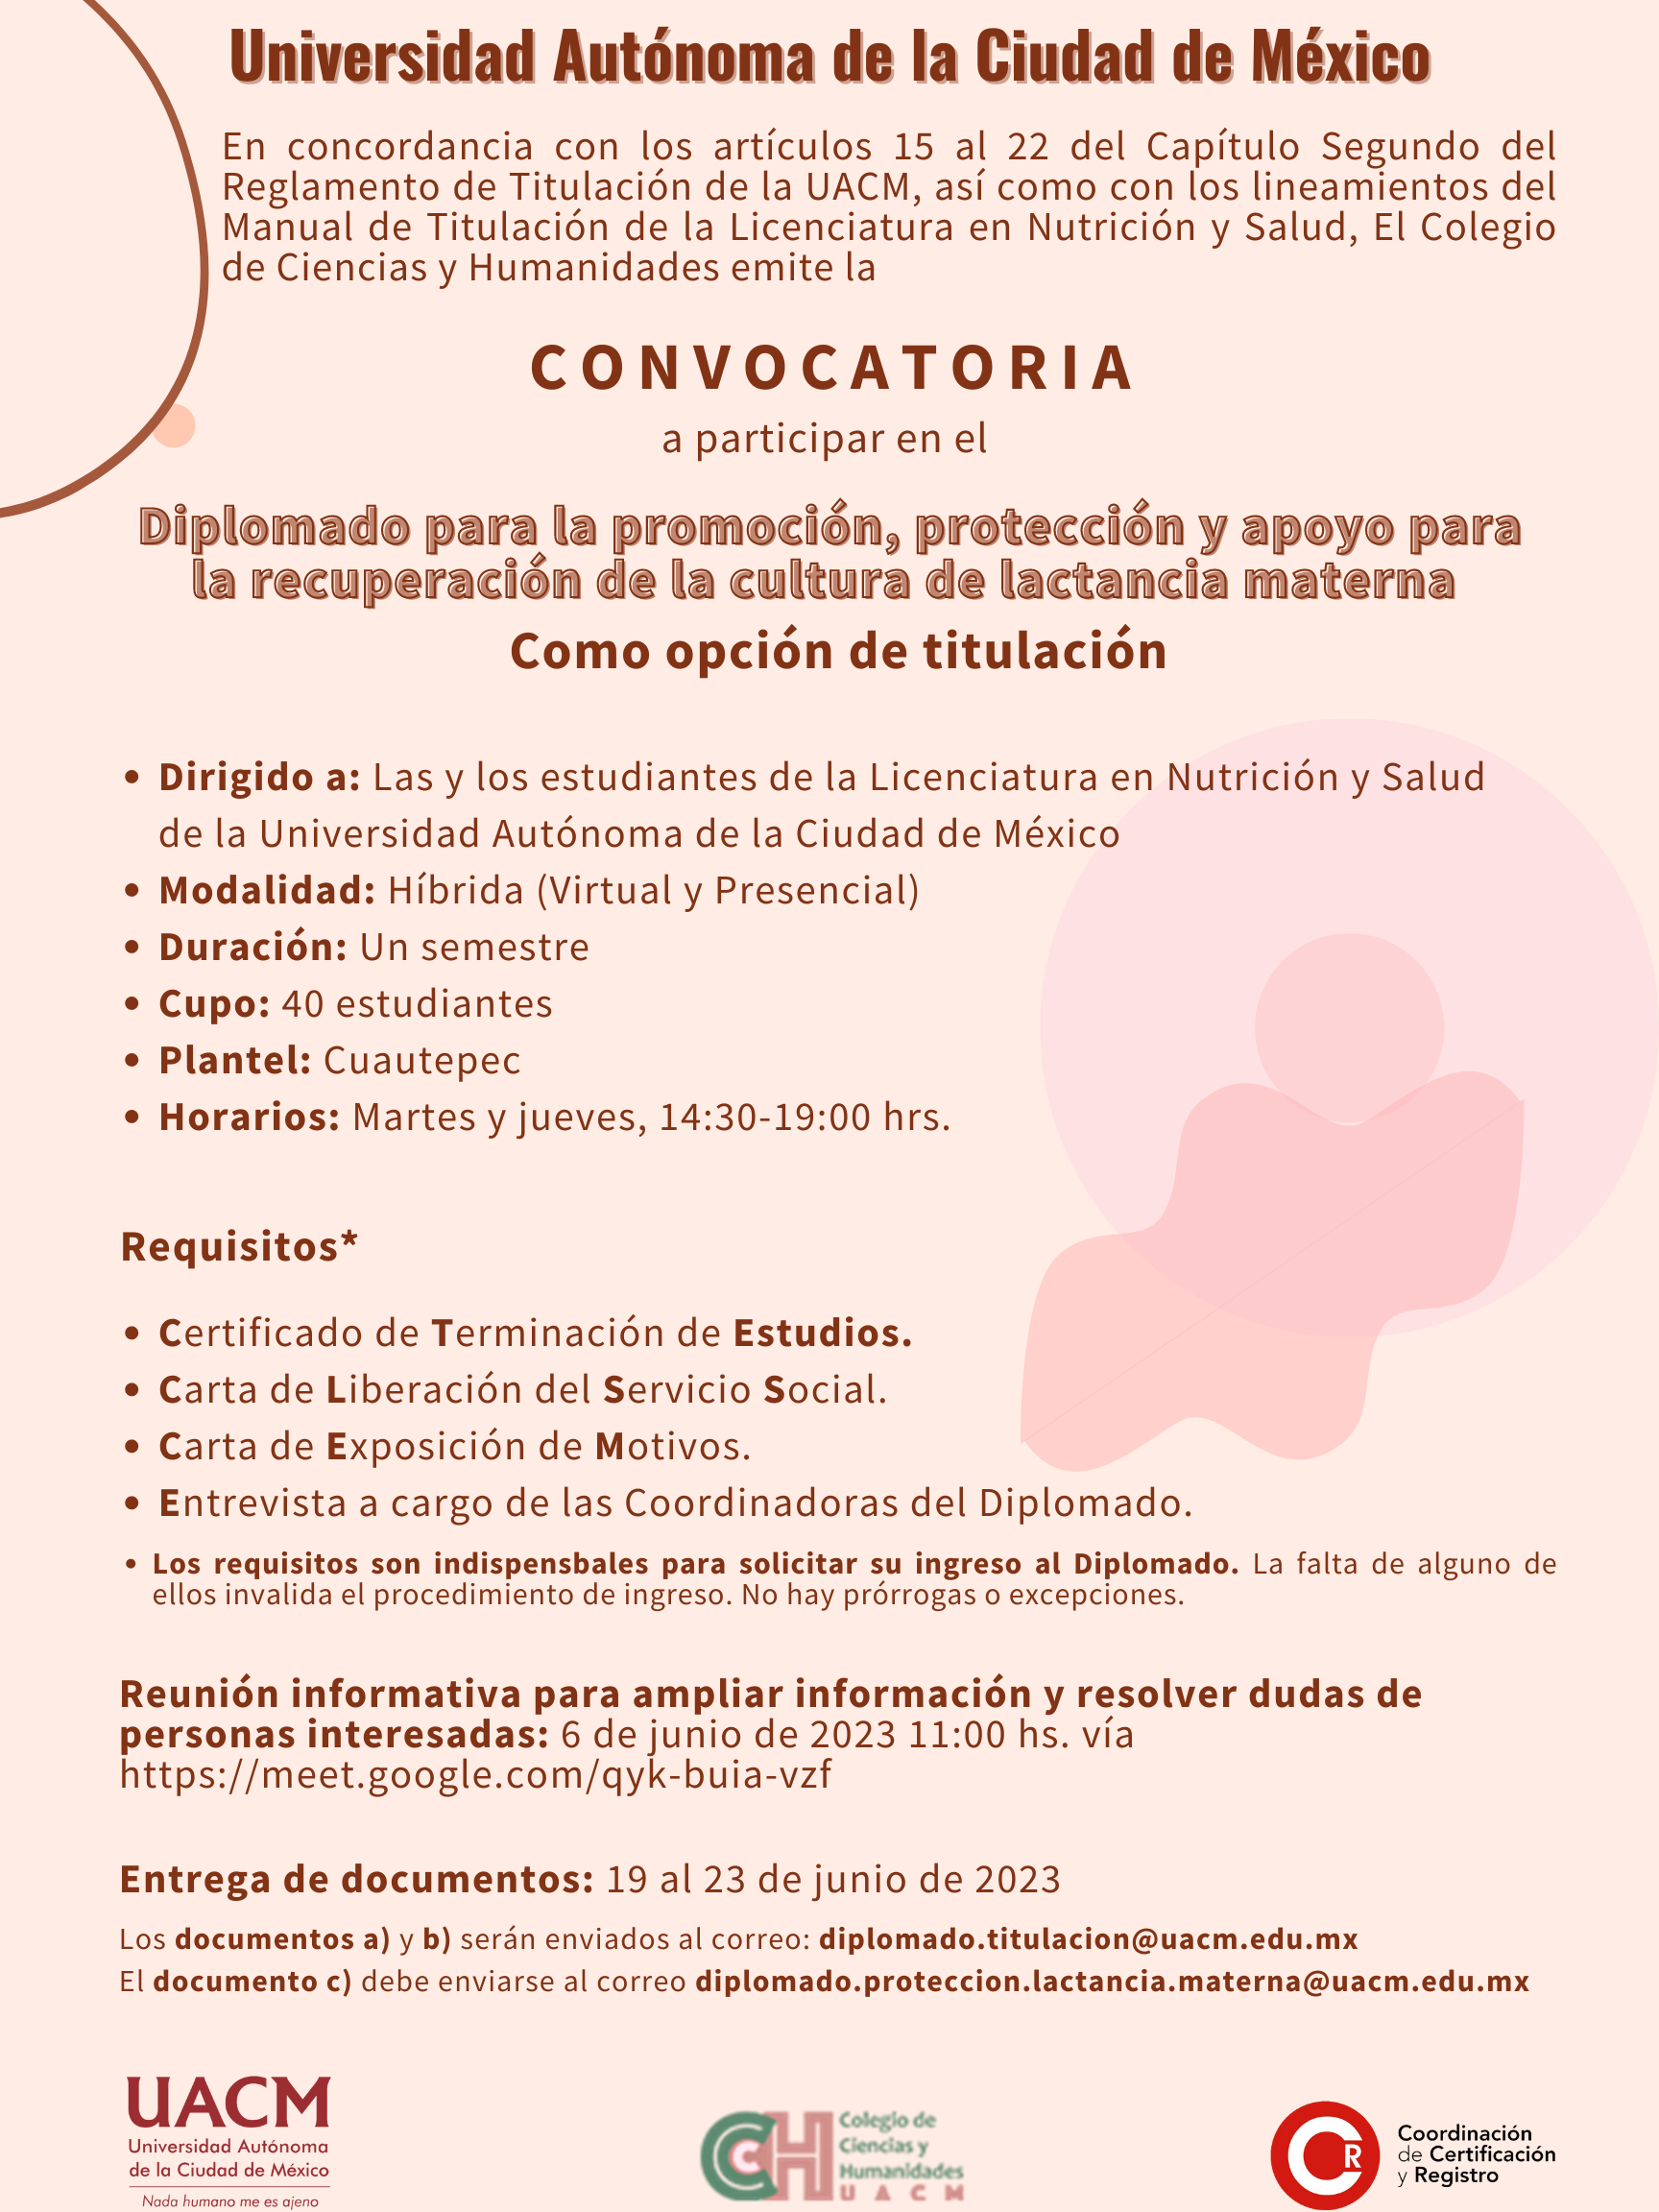 Universidad Autónoma de la Ciudad de México
En concordancia con los artículos 15 al 22 del Capítulo Segundo del
Reglamento de Titulación de la UACM, así como con los lineamientos del
Manual de Titulación de la Licenciatura en Nutrición y Salud, El Colegio
de Ciencias y Humanidades emite la
CONVOCATORIA
a participar en el
Diplomado para la promoción, protección y apoyo para
la recuperación de la cultura de lactancia materna
Como opción de titulación
• Dirigido a: Las y los estudiantes de la Licenciatura en Nutrición y Salud
de la Universidad Autónoma de la Ciudad de México
• Modalidad: Híbrida (Virtual y Presencial)
• Duración: Un semestre
• Cupo: 40 estudiantes
• Plantel: Cuautepec
• Horarios: Martes y jueves, 14:30-19:00 hrs.
Requisitos*
• Certificado de Terminación de Estudios.
• Carta de Liberación del Servicio Social.
• Carta de Exposición de Motivos.
• Entrevista a cargo de las Coordinadoras del Diplomado.
• Los requisitos son indispensbales para solicitar su ingreso al Diplomado. La falta de alguno de
ellos invalida el procedimiento de ingreso. No hay prórrogas o excepciones.
Reunión informativa para ampliar información y resolver dudas de
personas interesadas: 6 de junio de 2023 11:00 hs. vía
https://meet.google.com/qyk-buia-vzf
Entrega de documentos: 19 al 23 de junio de 2023
Los documentos a) y b) serán enviados al correo: diplomado.titulacion@uacm.edu.mx
El documento c) debe enviarse al correo diplomado.proteccion.lactancia.materna@uacm.edu.mx
UACM
Universidad Autónoma
de la Ciudad de México
Nada humano me es ajeno
CCH
Colegio de
Ciencias y
Humanidades
UACM
CR
Coordinación
de Certificación
y Registro